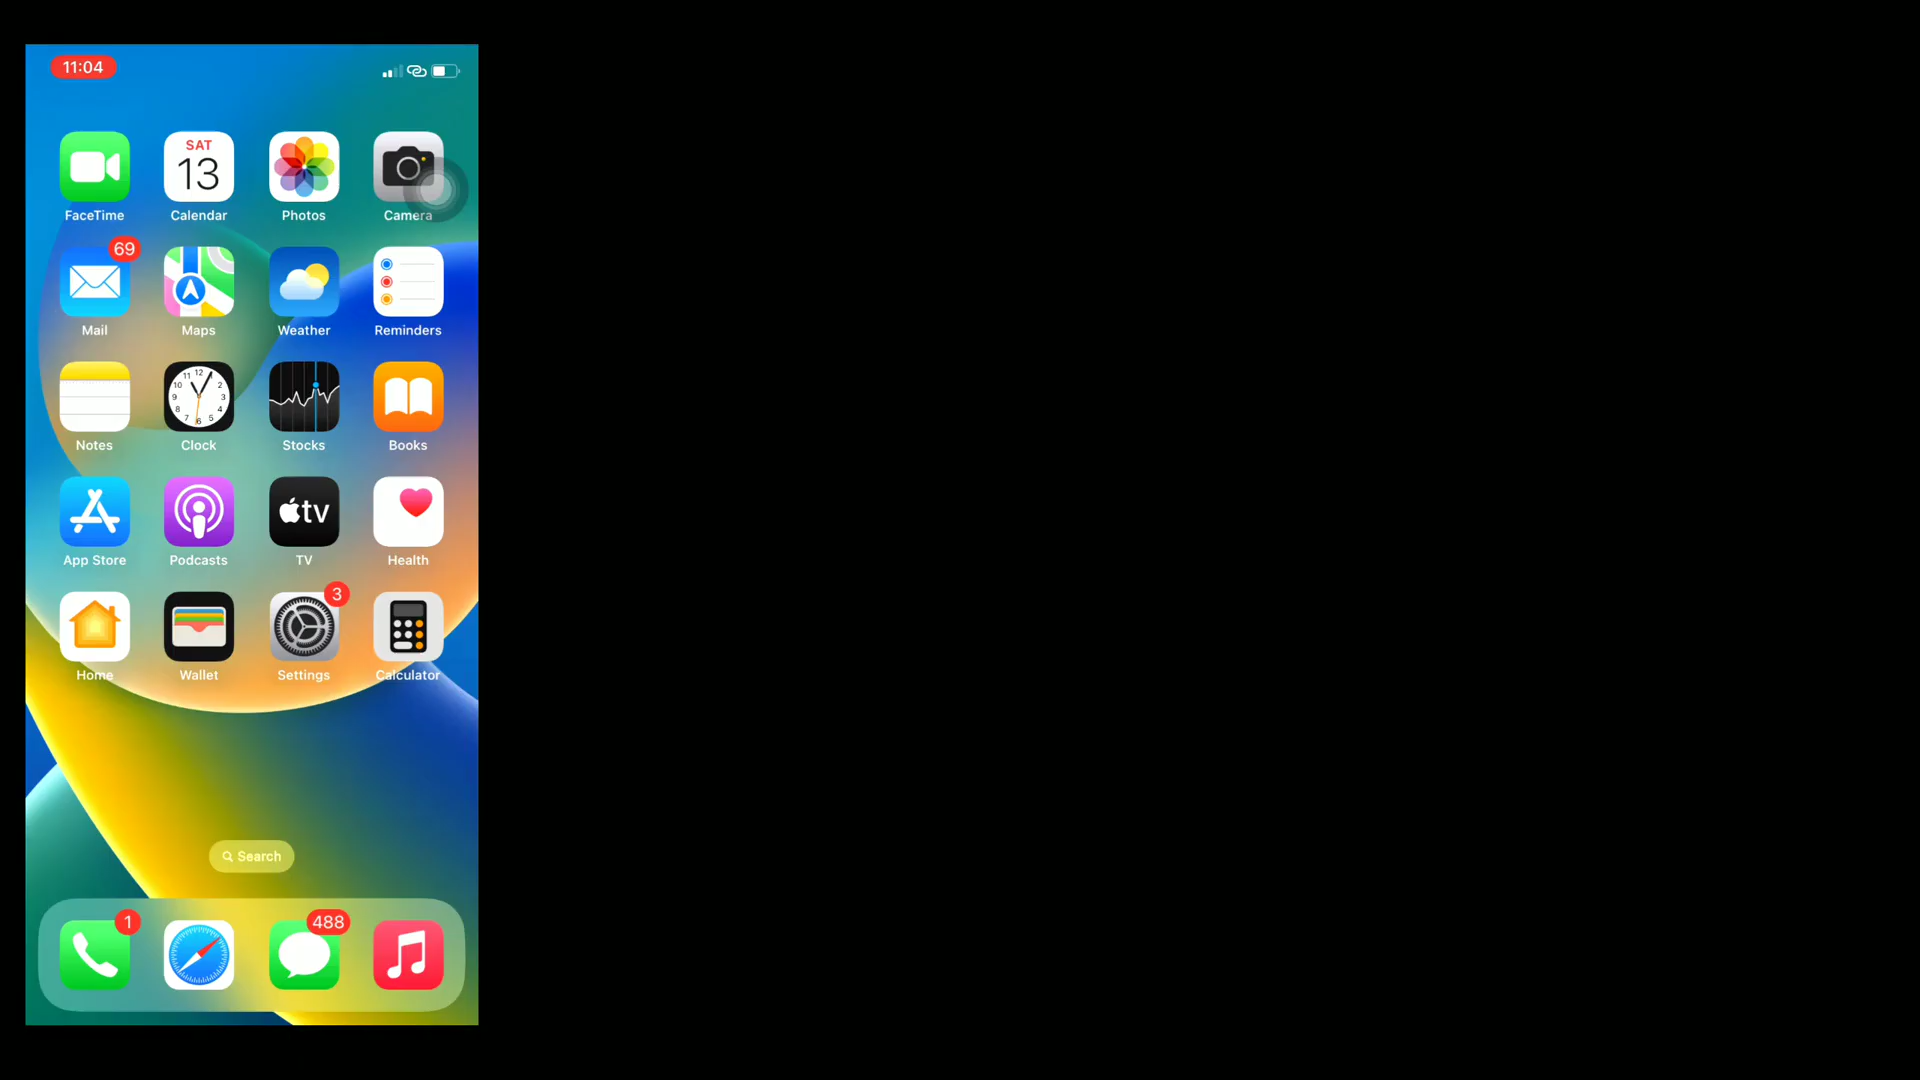 11:04
SAT
13
FaceTime Calendar Photos Camera
69
Mail Maps Weather Reminders
Notes Clock Stocks Books
tv
App Store Podcasts TV Health
3
Home Wallet Settings Calculator
Search
1 488